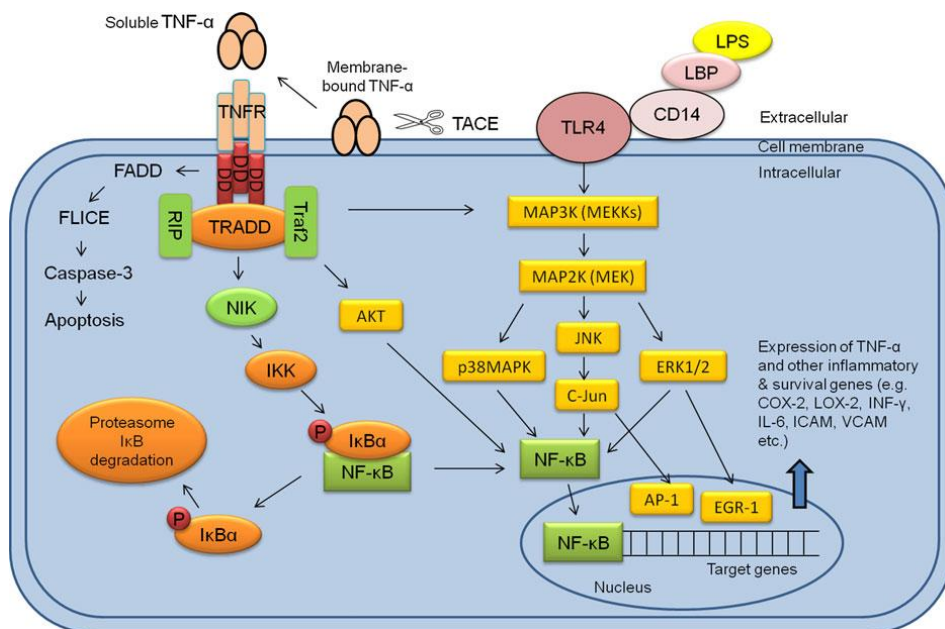 Soluble TNF-α
Membrane-
bound TNF-α
TACE
LPS
LBP
CD14
TLR4
Extracellular
Cell membrane
Intracellular
TNFR
DD
DD
DD
FADD
FLICE
Caspase-3
Apoptosis
RIP
TRADD
Traf2
NIK
IKK
AKT
MAP3K (MEKKs)
MAP2K (MEK)
p38MAPK
JNK
C-Jun
ERK1/2
Expression of TNF-α
and other inflammatory
& survival genes (e.g.
COX-2, LOX-2, INF-γ,
IL-6, ICAM, VCAM
etc.)
Proteasome
IκB
degradation
P
IκBα
NF-κB
P
IκBα
NF-κB
AP-1
EGR-1
NF-κB
Target genes
Nucleus